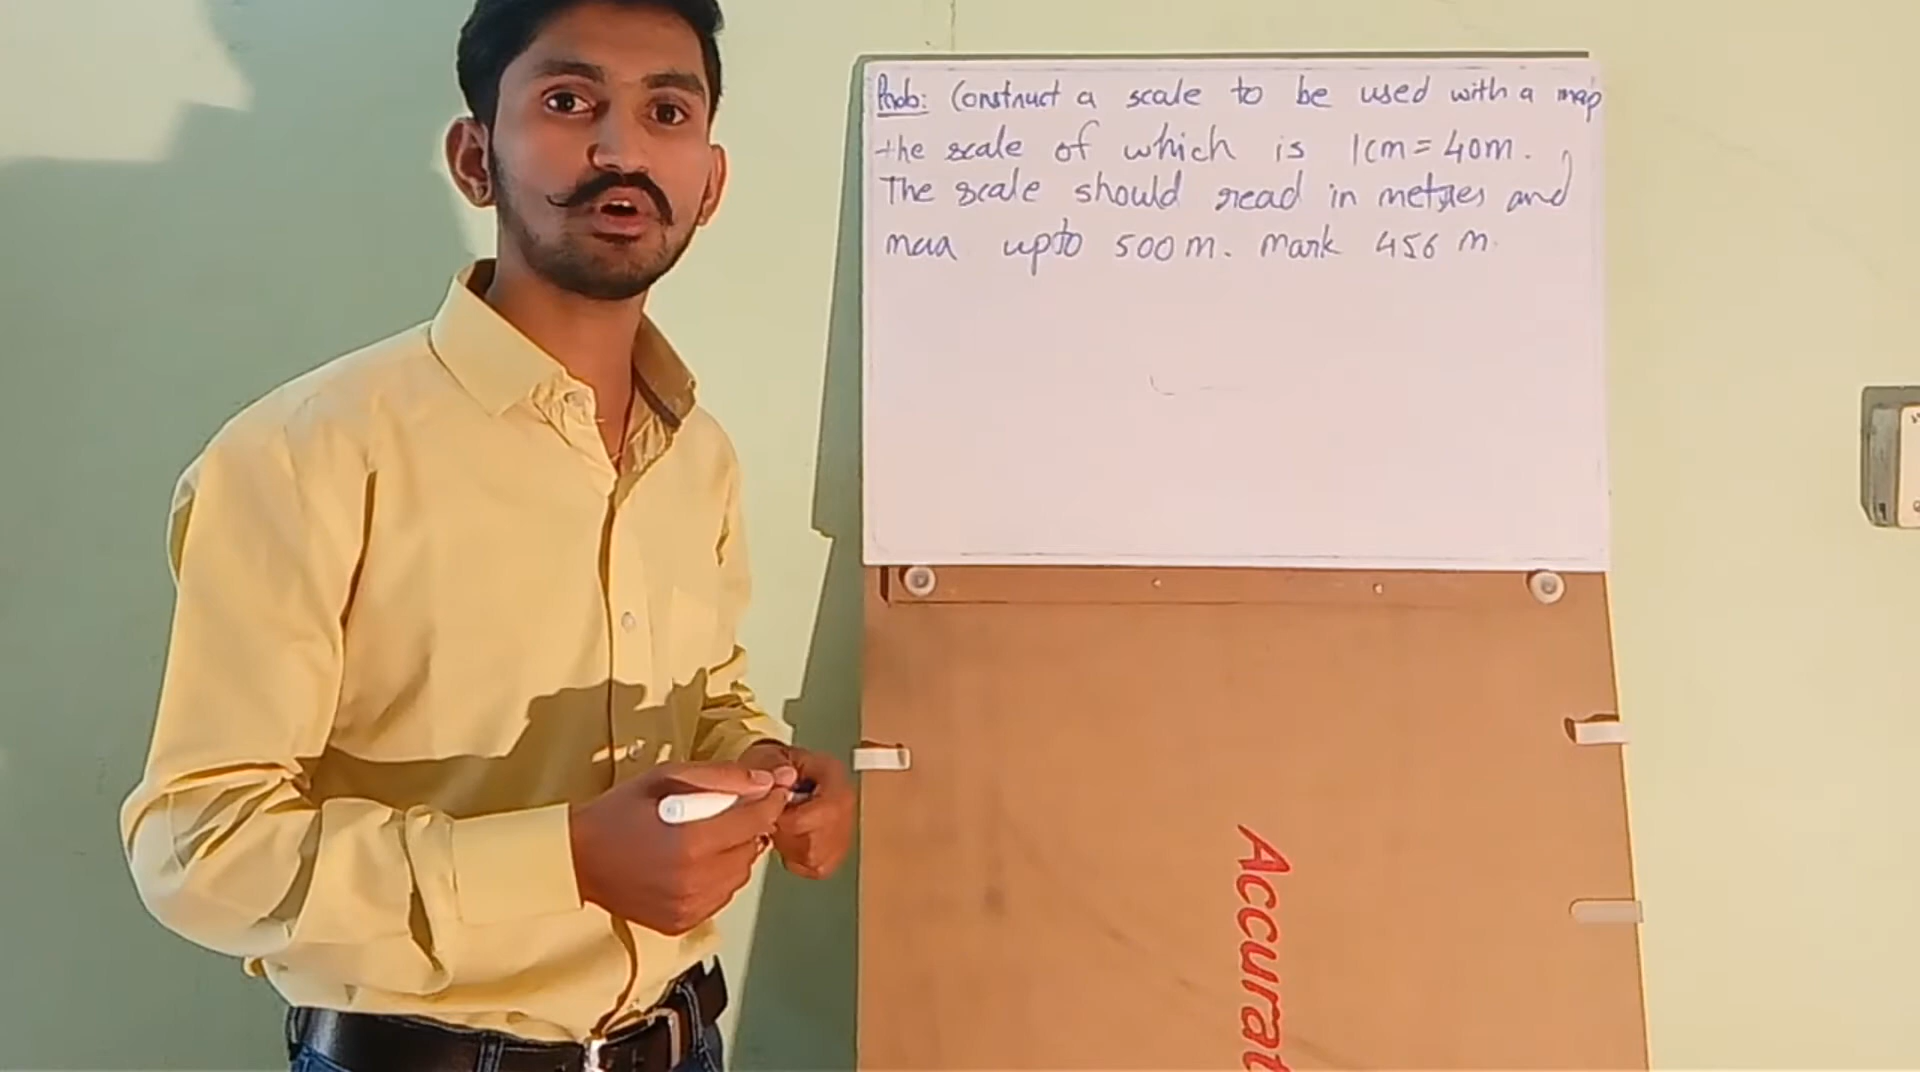 Prob: Construct a scale to be used with a map
the scale of which is 1cm = 40m.
The scale should read in metres and
max upto 500 m. Mark 456 m.
Accurat